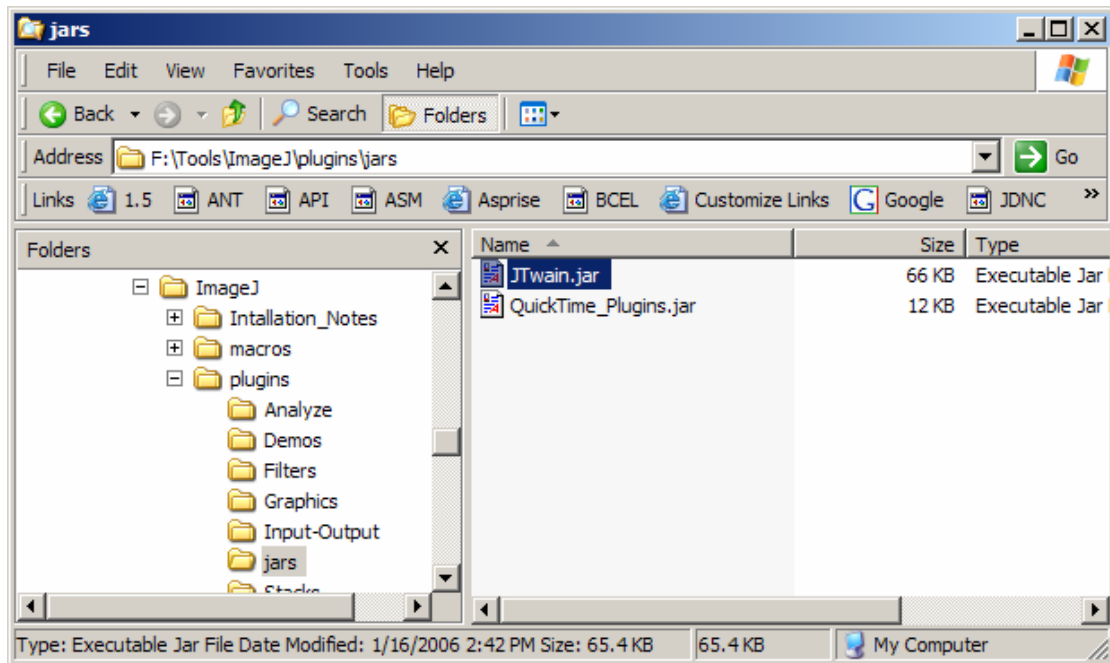 jars
File Edit View Favorites Tools Help
Back Search Folders
Address F:\Tools\ImageJ\plugins\jars Go
Links 1.5 ANT API ASM Asprise BCEL Customize Links Google JDNC »
Folders
Name Size Type
ImageJ
Intallation_Notes
macros
plugins
Analyze
Demos
Filters
Graphics
Input-Output
jars
Stacks
JTwain.jar 66 KB Executable Jar
QuickTime_Plugins.jar 12 KB Executable Jar
Type: Executable Jar File Date Modified: 1/16/2006 2:42 PM Size: 65.4 KB 65.4 KB My Computer